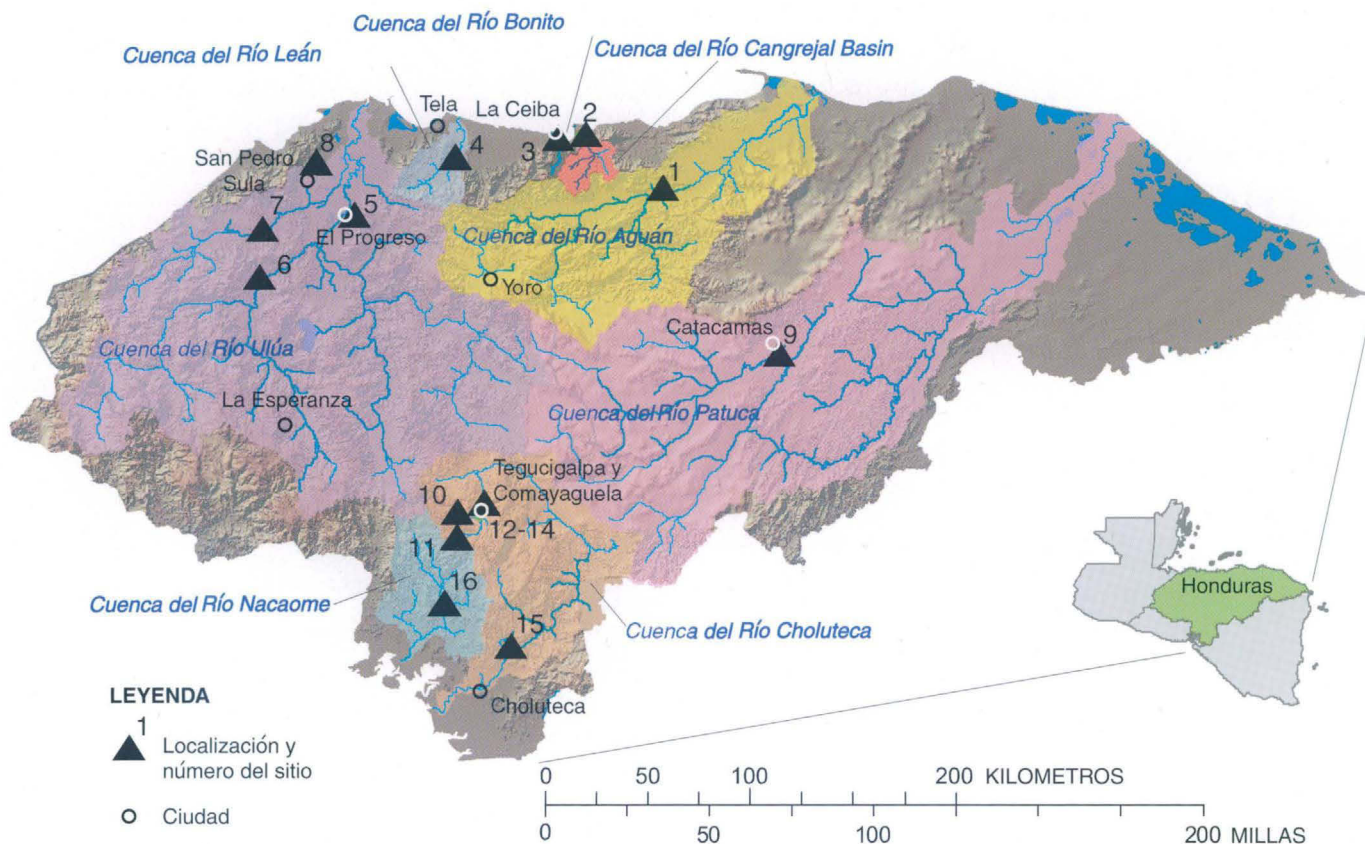 Cuenca del Río Bonito
Cuenca del Río Cangrejal Basin
Cuenca del Río Leán
Tela
La Ceiba
2
3
4
8
San Pedro
Sula
1
7
5
El Progreso
Cuenca del Río Aguán
6
Yoro
Catacamas
9
Cuenca del Río Ulúa
La Esperanza
Cuenca del Río Patuca
Tegucigalpa y
Comayaguela
10
12-14
11
16
Honduras
Cuenca del Río Nacaome
15
Cuenca del Río Choluteca
Choluteca
LEYENDA
1
Localización y
número del sitio
Ciudad
0 50 100 200 KILOMETROS
0 50 100 200 MILLAS